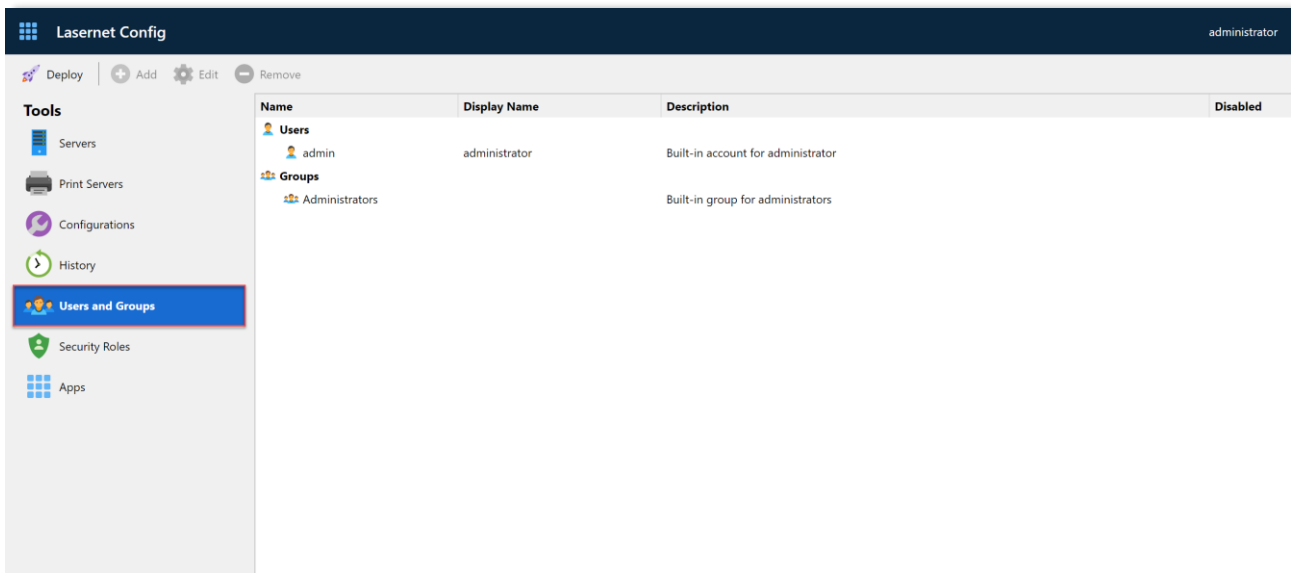 Lasernet Config administrator
Deploy Add Edit Remove
Tools
Servers
Print Servers
Configurations
History
Users and Groups
Security Roles
Apps
Name Display Name Description Disabled
Users
admin administrator Built-in account for administrator
Groups
Administrators Built-in group for administrators